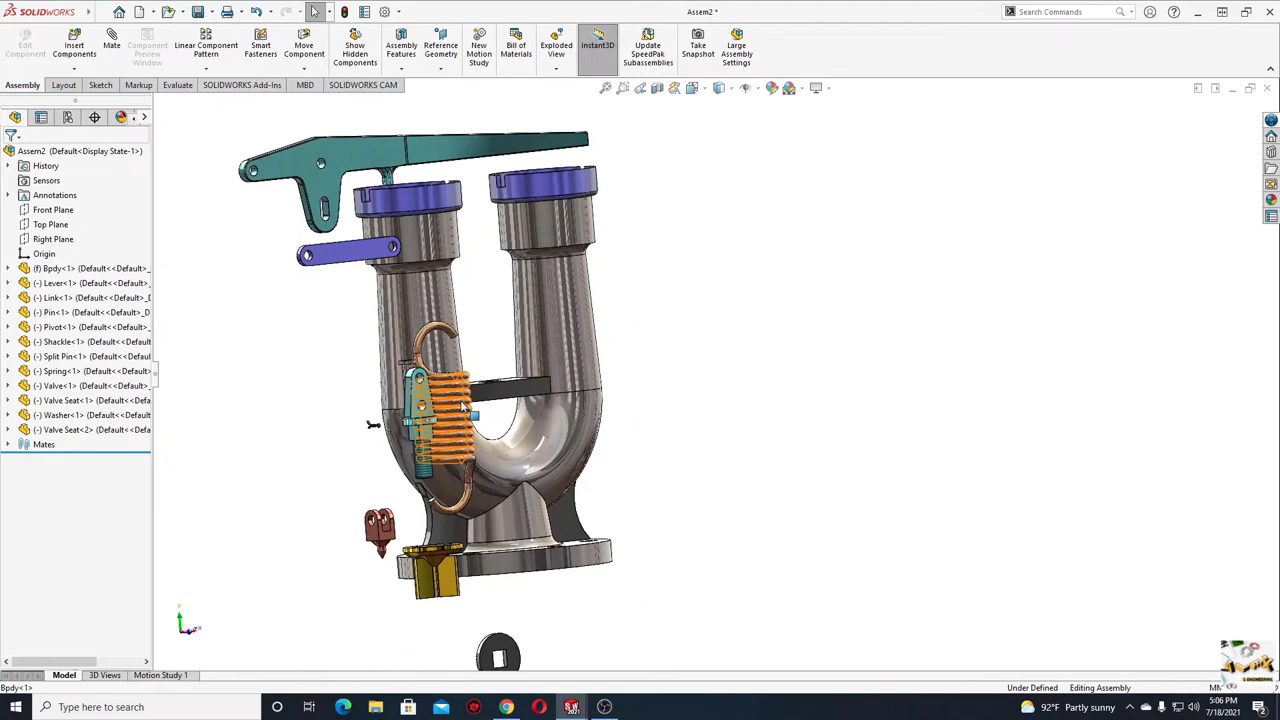 SOLIDWORKS
Assem2 *
Search Commands
Edit Component
Insert Components
Mate
Component Preview Window
Linear Component Pattern
Smart Fasteners
Move Component
Show Hidden Components
Assembly Features
Reference Geometry
New Motion Study
Bill of Materials
Exploded View
Instant3D
Update SpeedPak Subassemblies
Take Snapshot
Large Assembly Settings
Assembly
Layout
Sketch
Markup
Evaluate
SOLIDWORKS Add-Ins
MBD
SOLIDWORKS CAM
Assem2 (Default<Display State-1>)
History
Sensors
Annotations
Front Plane
Top Plane
Right Plane
Origin
(f) Bpdy<1> (Default<<Default>_
(-) Lever<1> (Default<<Default>_
(-) Link<1> (Default<<Default>_D
(-) Pin<1> (Default<<Default>_D
(-) Pivot<1> (Default<<Default>_
(-) Shackle<1> (Default<<Default
(-) Split Pin<1> (Default<<Defau
(-) Spring<1> (Default<<Default>
(-) Valve<1> (Default<<Default>_
(-) Valve Seat<1> (Default<<Def
(-) Washer<1> (Default<<Default
(-) Valve Seat<2> (Default<<Def
Mates
Model
3D Views
Motion Study 1
Bpdy<1>
Under Defined
Editing Assembly
Type here to search
92°F Partly sunny
5:06 PM
7/18/2021